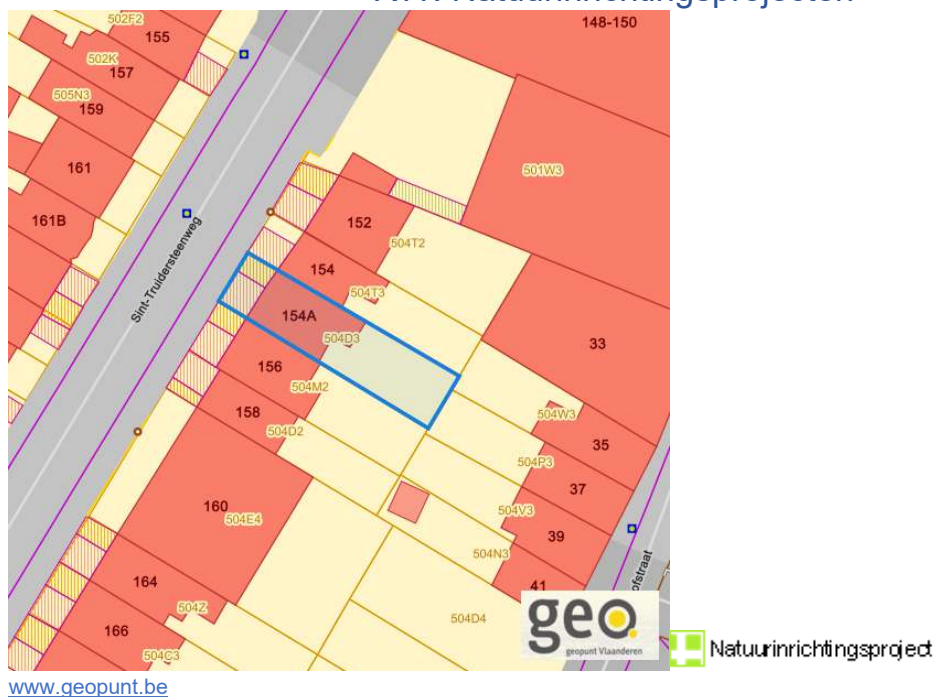 148-150
502F2
155
502K
157
505N3
159
161
161B
501W3
152
504T2
Sint-Truidersteenweg
154
504T3
154A
504D3
33
156
504M2
158
504D2
504W3
35
504P3
37
160
504E4
504V3
39
504N3
41
164
504Z
504D4
166
504C3
geo.
geopunt Vlaanderen
Natuurinrichtingsproject
www.geopunt.be